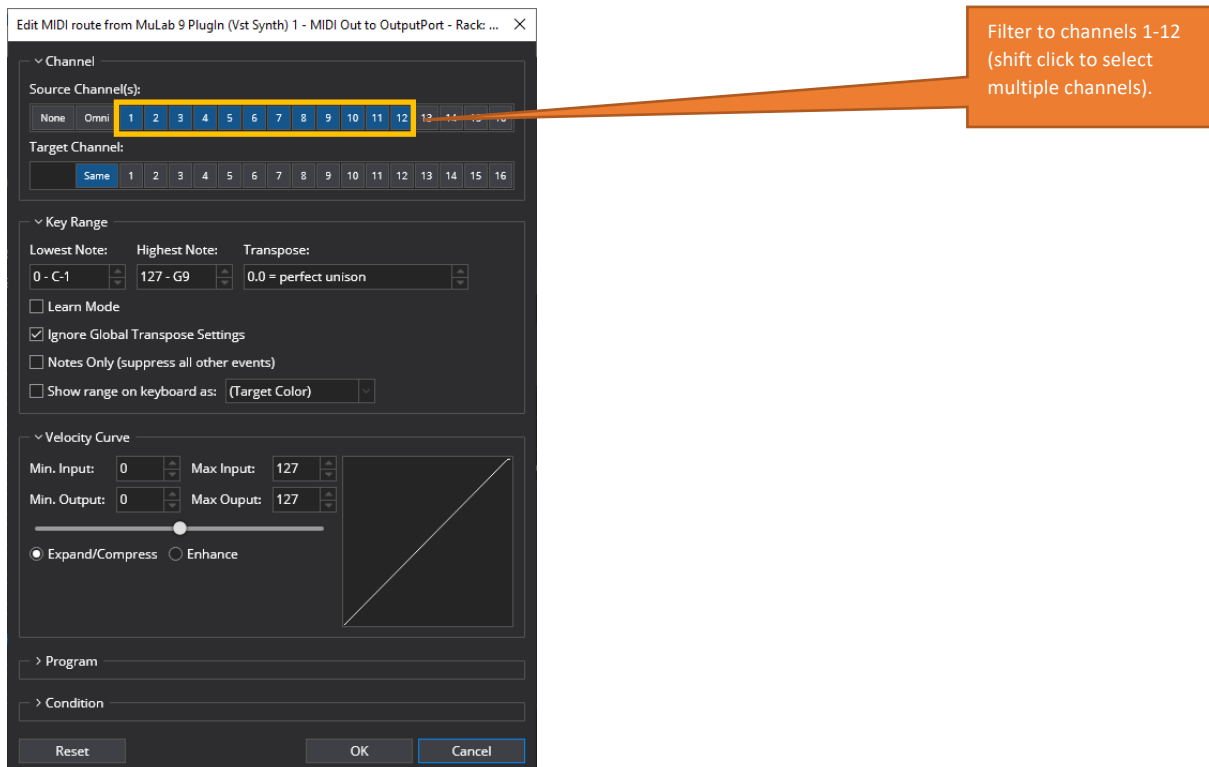 Edit MIDI route from MuLab 9 PlugIn (Vst Synth) 1 - MIDI Out to OutputPort - Rack: ...
Filter to channels 1-12
(shift click to select
multiple channels).
Channel
Source Channel(s):
None Omni 1 2 3 4 5 6 7 8 9 10 11 12 13 14 15 16
Target Channel:
Same 1 2 3 4 5 6 7 8 9 10 11 12 13 14 15 16
Key Range
Lowest Note: Highest Note: Transpose:
0 - C-1 127 - G9 0.0 = perfect unison
Learn Mode
Ignore Global Transpose Settings
Notes Only (suppress all other events)
Show range on keyboard as: (Target Color)
Velocity Curve
Min. Input: 0 Max Input: 127
Min. Output: 0 Max Ouput: 127
Expand/Compress Enhance
Program
Condition
Reset OK Cancel